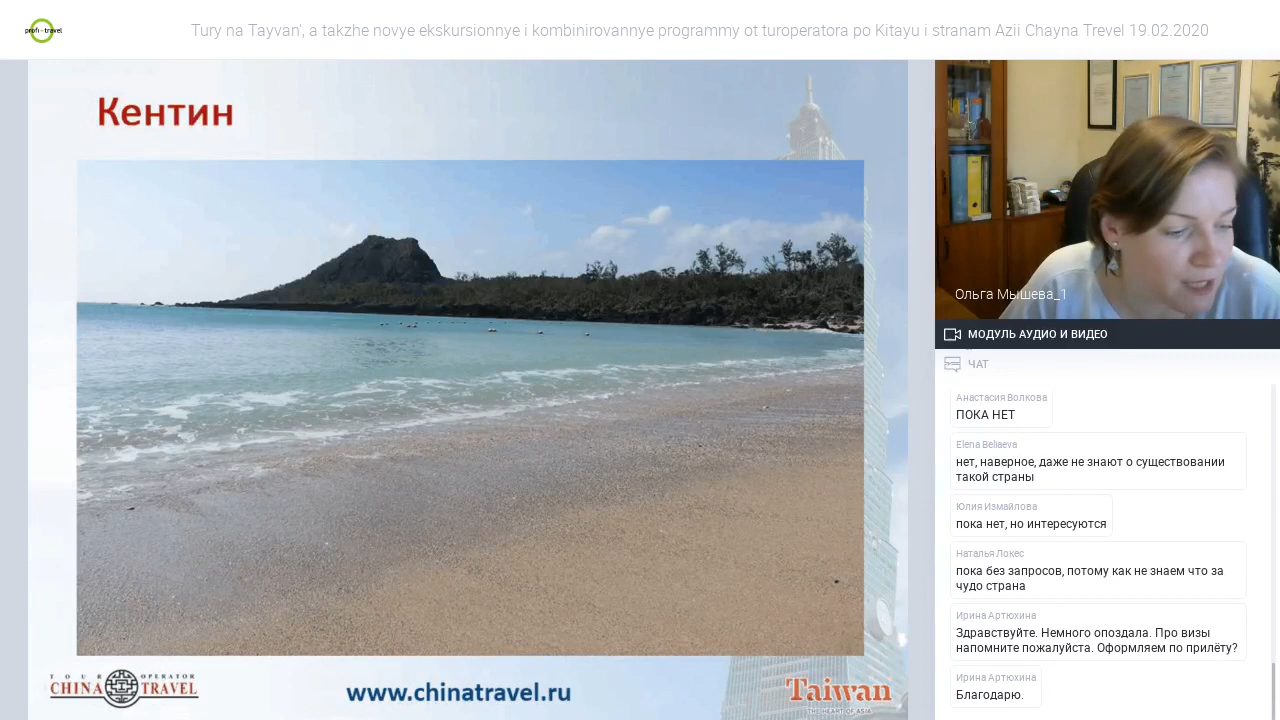 profi - travel
Tury na Tayvan', a takzhe novye ekskursionnye i kombinirovannye programmy ot turoperatora po Kitayu i stranam Azii Chayna Trevel 19.02.2020
Кентин
TOUR OPERATOR
CHINA TRAVEL
www.chinatravel.ru
Taiwan
THE HEART OF ASIA
Ольга Мышева_1
МОДУЛЬ АУДИО И ВИДЕО
ЧАТ
Анастасия Волкова
ПОКА НЕТ
Elena Beliaeva
нет, наверное, даже не знают о существовании
такой страны
Юлия Измайлова
пока нет, но интересуются
Наталья Локес
пока без запросов, потому как не знаем что за
чудо страна
Ирина Артюхина
Здравствуйте. Немного опоздала. Про визы
напомните пожалуйста. Оформляем по прилёту?
Ирина Артюхина
Благодарю.